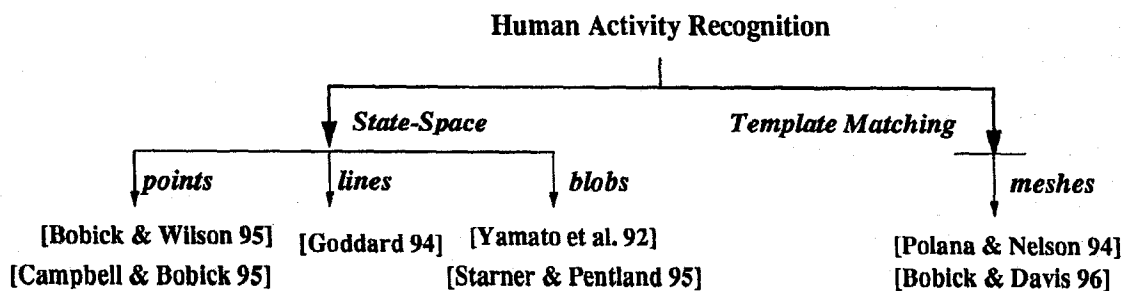 Human Activity Recognition
State-Space
Template Matching
points
lines
blobs
meshes
[Bobick & Wilson 95]
[Campbell & Bobick 95]
[Goddard 94]
[Yamato et al. 92]
[Starner & Pentland 95]
[Polana & Nelson 94]
[Bobick & Davis 96]